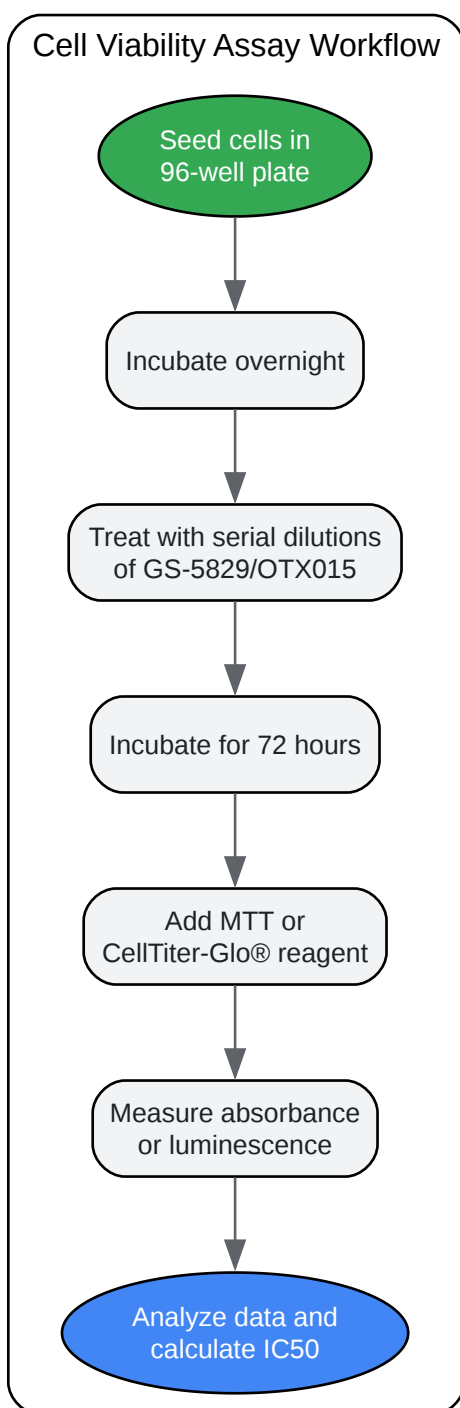 Cell Viability Assay Workflow
Seed cells in
96-well plate
Incubate overnight
Treat with serial dilutions
of GS-5829/OTX015
Incubate for 72 hours
Add MTT or
CellTiter-Glo® reagent
Measure absorbance
or luminescence
Analyze data and
calculate IC50